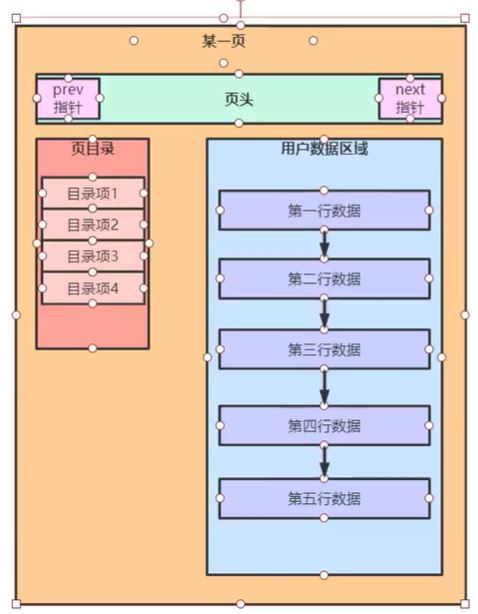 某一页
prev
指针
页头
next
指针
页目录
目录项1
目录项2
目录项3
目录项4
用户数据区域
第一行数据
第二行数据
第三行数据
第四行数据
第五行数据